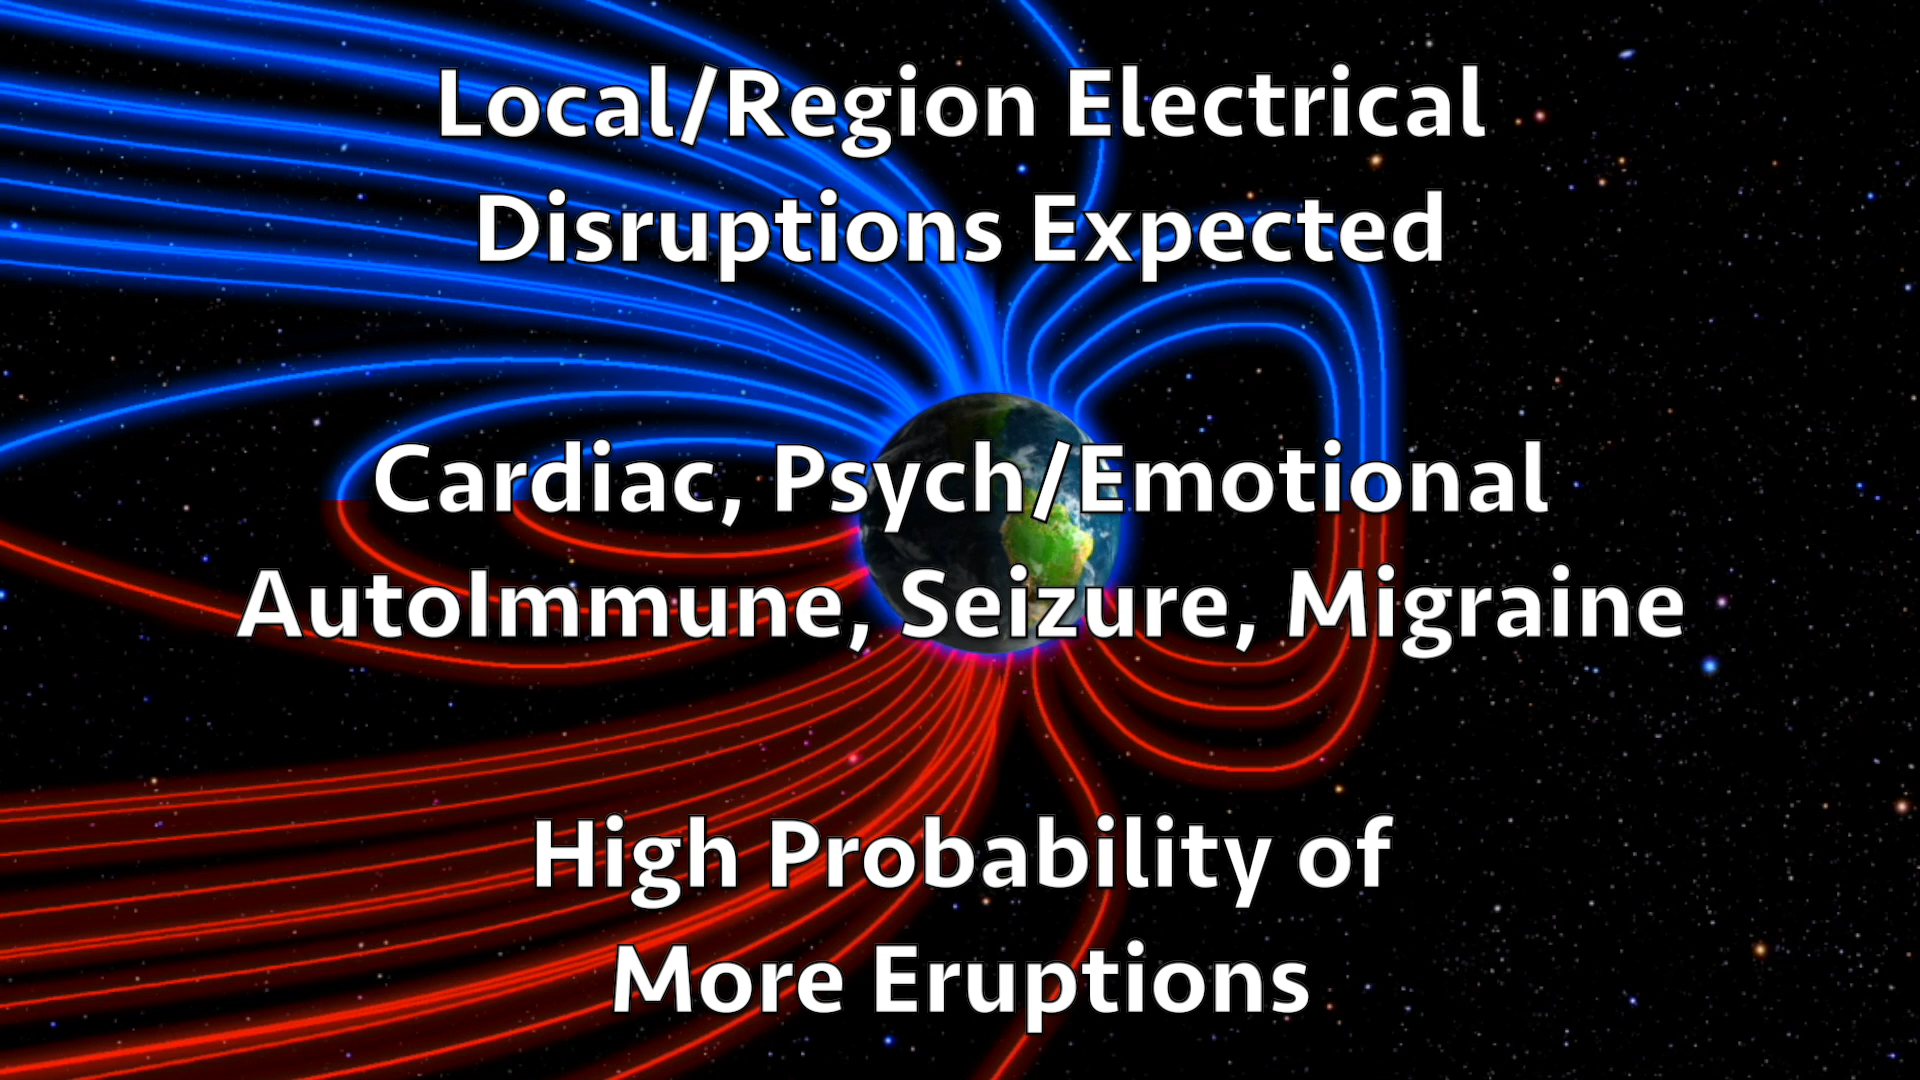 Local/Region Electrical
Disruptions Expected
Cardiac, Psych/Emotional
AutoImmune, Seizure, Migraine
High Probability of
More Eruptions